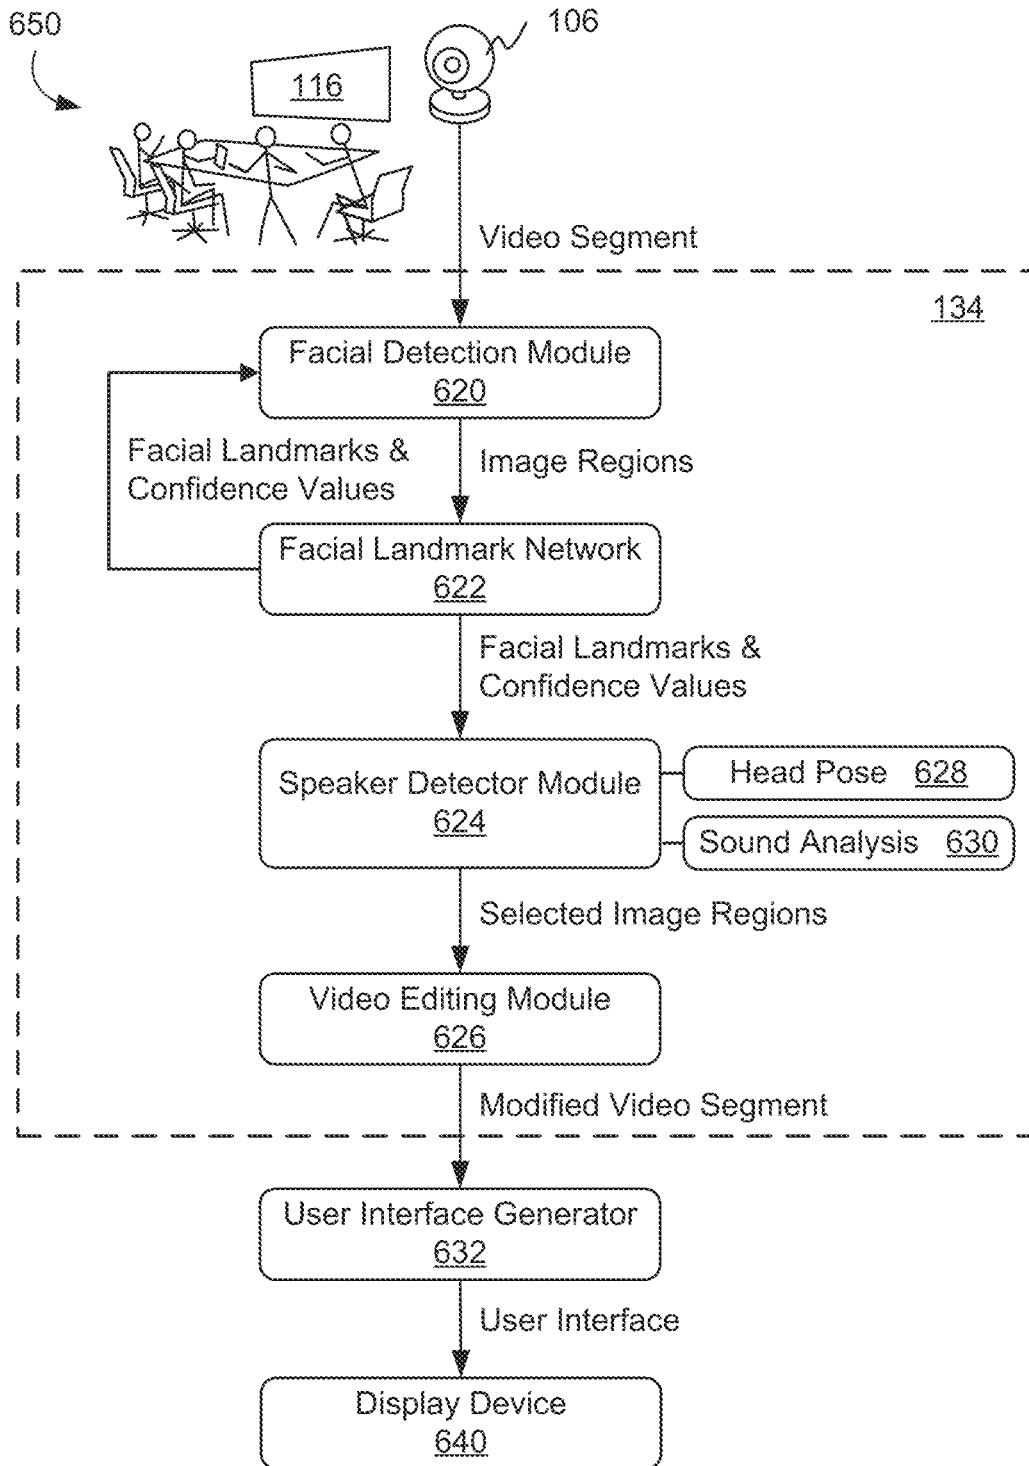 650
106
116
Video Segment
134
Facial Detection Module
620
Facial Landmarks &
Confidence Values
Image Regions
Facial Landmark Network
622
Facial Landmarks &
Confidence Values
Speaker Detector Module
624
Head Pose 628
Sound Analysis 630
Selected Image Regions
Video Editing Module
626
Modified Video Segment
User Interface Generator
632
User Interface
Display Device
640